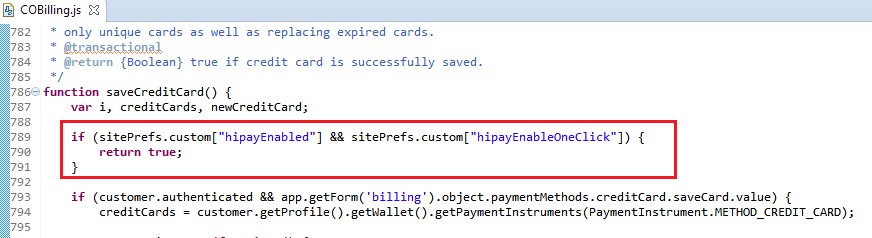 COBilling.js
782 * only unique cards as well as replacing expired cards.
783 * @transactional
784 * @return {Boolean} true if credit card is successfully saved.
785 */
786 function saveCreditCard() {
787 var i, creditCards, newCreditCard;
788
789 if (sitePrefs.custom["hipayEnabled"] && sitePrefs.custom["hipayEnableOneClick"]) {
790 return true;
791 }
792
793 if (customer.authenticated && app.getForm('billing').object.paymentMethods.creditCard.saveCard.value) {
794 creditCards = customer.getProfile().getWallet().getPaymentInstruments(PaymentInstrument.METHOD_CREDIT_CARD);
795